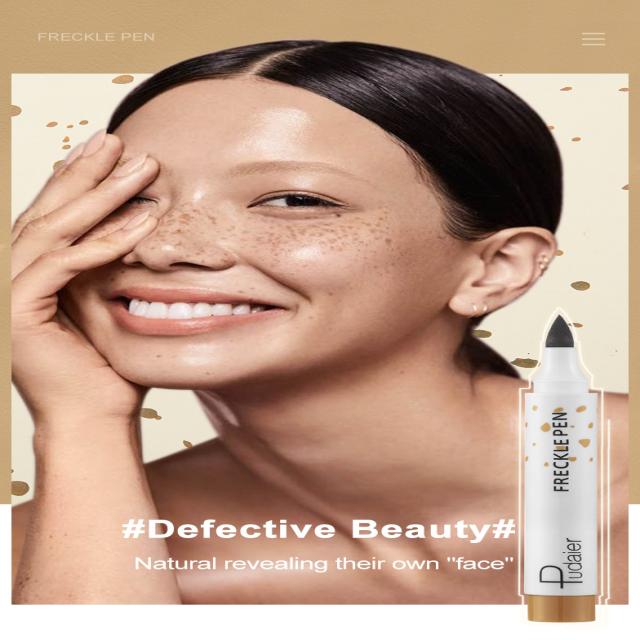 FRECKLE PEN
FRECKLE PEN
Pudaier
#Defective Beauty#
Natural revealing their own "face"